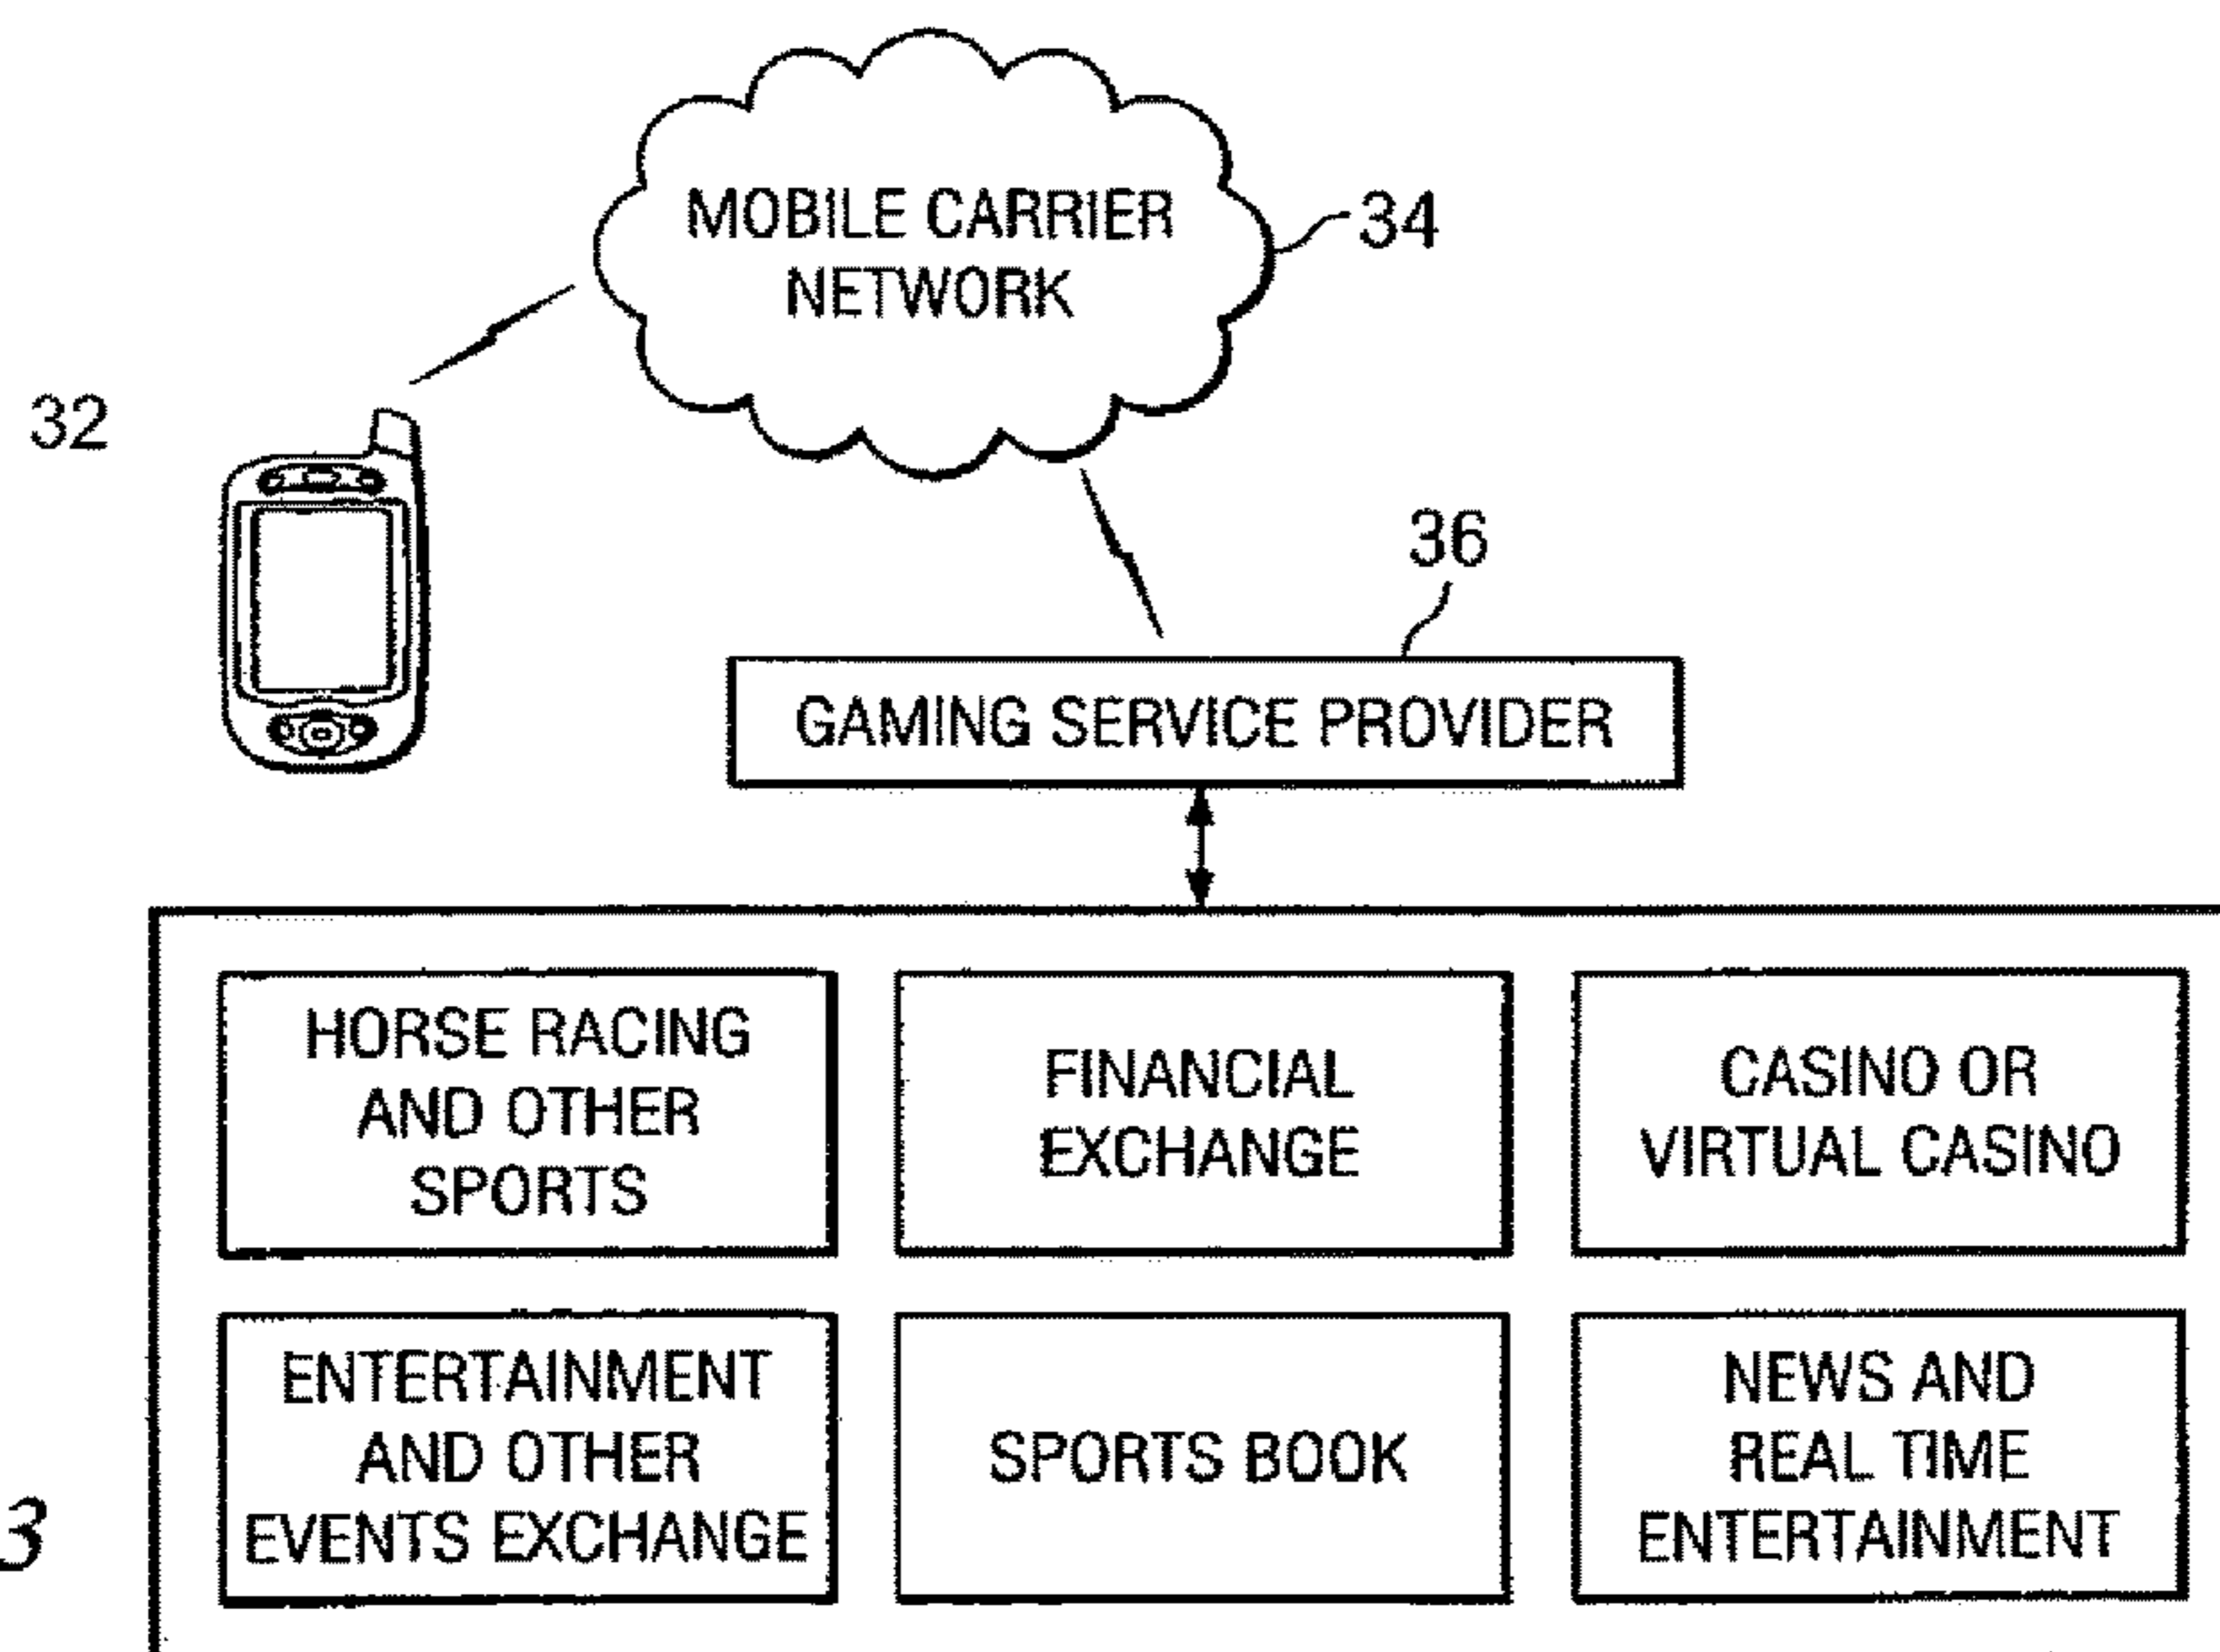 MOBILE CARRIER
NETWORK
34
32
36
GAMING SERVICE PROVIDER
HORSE RACING
AND OTHER
SPORTS
FINANCIAL
EXCHANGE
CASINO OR
VIRTUAL CASINO
ENTERTAINMENT
AND OTHER
EVENTS EXCHANGE
SPORTS BOOK
NEWS AND
REAL TIME
ENTERTAINMENT
3